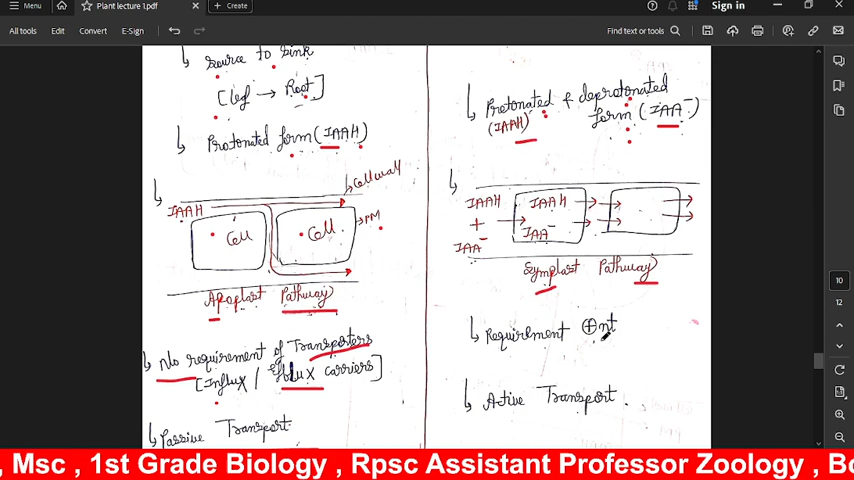 Menu
Plant lecture 1.pdf
Create
Sign in
All tools
Edit
Convert
E-Sign
Find text or tools
source to sink
[Leaf → Root]
Protonated form (IAAH)
Cell wall
IAAH
PM
Cell
Cell
Apoplast Pathway
No requirement of Transporters
[Influx / efflux carriers]
Passive Transport
Protonated & deprotonated
(IAAH)
form (IAA⁻)
IAAH
+
IAA⁻
IAAH
IAA⁻
Symplast Pathway
Requirement ⊕nt
Active Transport.
10
12
, Msc , 1st Grade Biology , Rpsc Assistant Professor Zoology , Bo